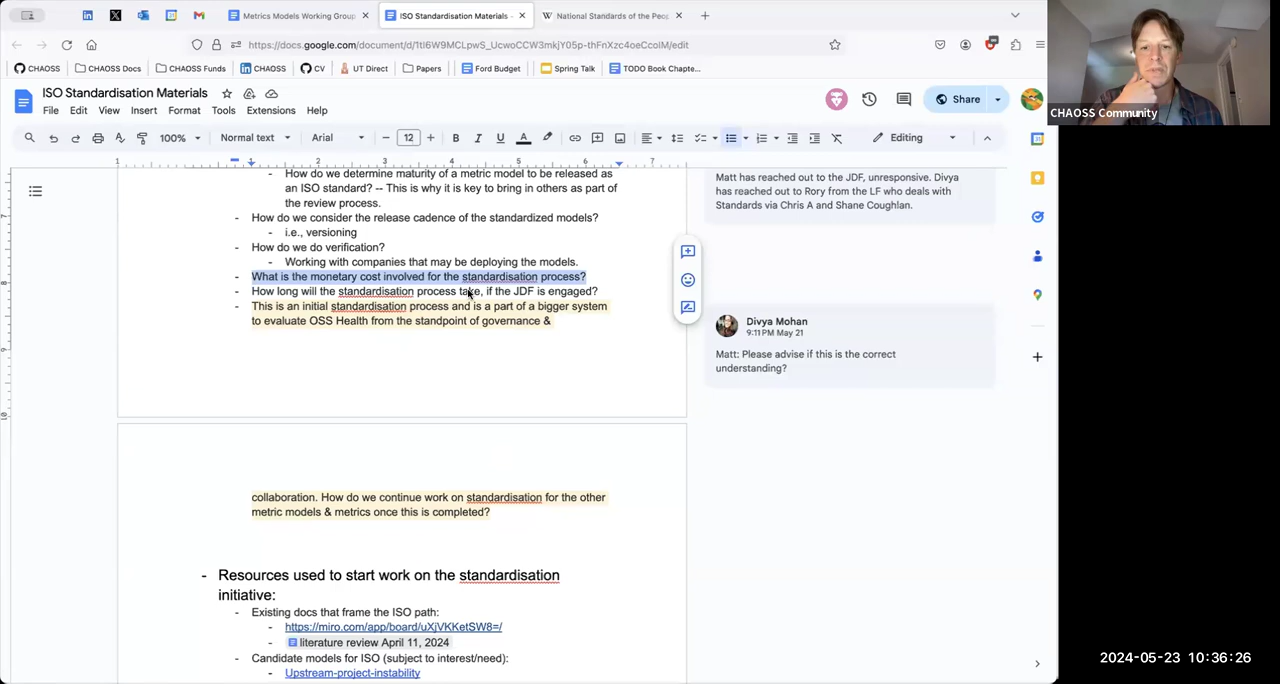 Metrics Models Working Group
ISO Standardisation Materials -
National Standards of the Peop
https://docs.google.com/document/d/1tl6W9MCLpwS_UcwoCCW3mkjY05p-thFnXzc4oeCcoIM/edit
CHAOSS
CHAOSS Docs
CHAOSS Funds
CHAOSS
CV
UT Direct
Papers
Ford Budget
Spring Talk
TODO Book Chapte...
ISO Standardisation Materials
File Edit View Insert Format Tools Extensions Help
Share
100% Normal text Arial 12 Editing
1 1 2 3 4 5 6 7
- How do we determine maturity of a metric model to be released as
an ISO standard? -- This is why it is key to bring in others as part of
the review process.
- How do we consider the release cadence of the standardized models?
- i.e., versioning
- How do we do verification?
- Working with companies that may be deploying the models.
- What is the monetary cost involved for the standardisation process?
- How long will the standardisation process take, if the JDF is engaged?
- This is an initial standardisation process and is a part of a bigger system
to evaluate OSS Health from the standpoint of governance &
collaboration. How do we continue work on standardisation for the other
metric models & metrics once this is completed?
- Resources used to start work on the standardisation
initiative:
- Existing docs that frame the ISO path:
- https://miro.com/app/board/uXjVKKetSW8=/
- literature review April 11, 2024
- Candidate models for ISO (subject to interest/need):
- Upstream-project-instability
Matt has reached out to the JDF, unresponsive. Divya
has reached out to Rory from the LF who deals with
Standards via Chris A and Shane Coughlan.
Divya Mohan
9:11 PM May 21
Matt: Please advise if this is the correct
understanding?
CHAOSS Community
2024-05-23 10:36:26